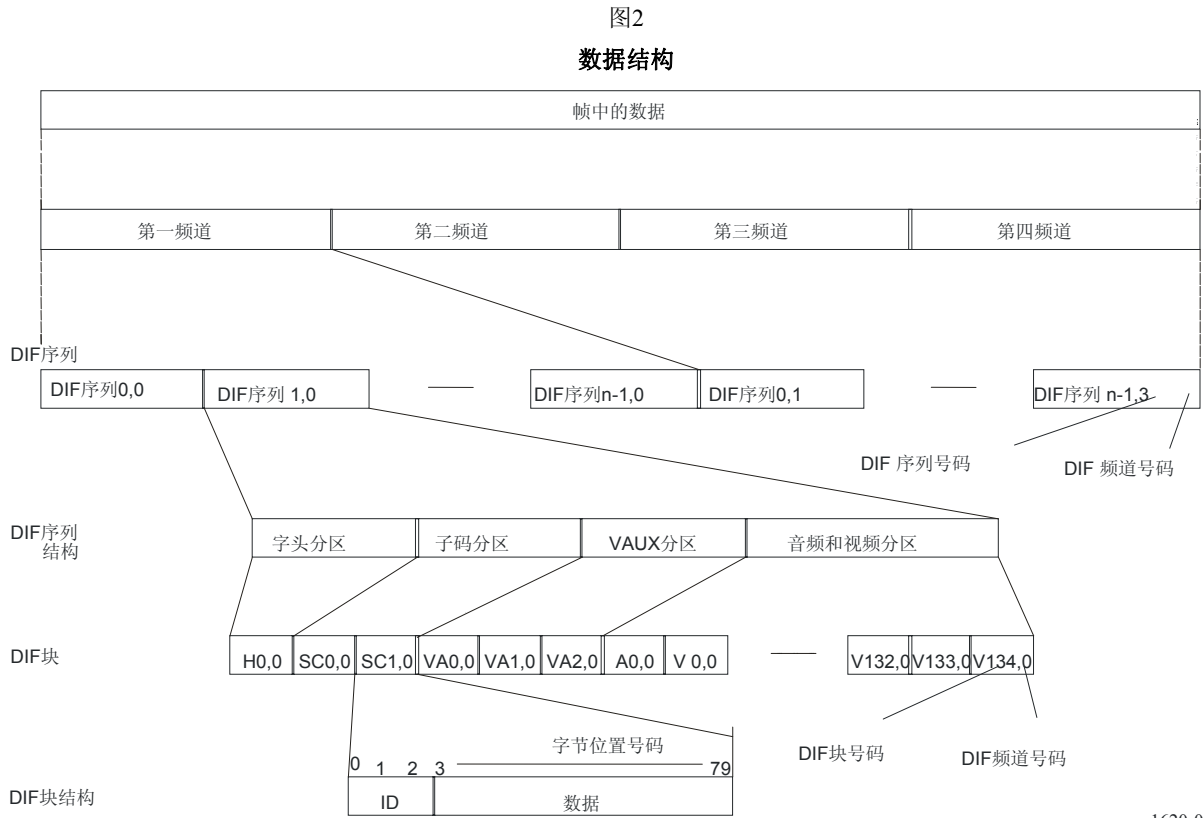 图2
数据结构
帧中的数据
第一频道 第二频道 第三频道 第四频道
DIF序列
DIF序列0,0 DIF序列 1,0 DIF序列n-1,0 DIF序列0,1 DIF序列 n-1,3
DIF 序列号码 DIF 频道号码
DIF序列
结构
字头分区 子码分区 VAUX分区 音频和视频分区
DIF块
H0,0 SC0,0 SC1,0 VA0,0 VA1,0 VA2,0 A0,0 V 0,0 V132,0 V133,0 V134,0
字节位置号码
DIF块号码 DIF频道号码
0 1 2 3 79
DIF块结构
ID 数据